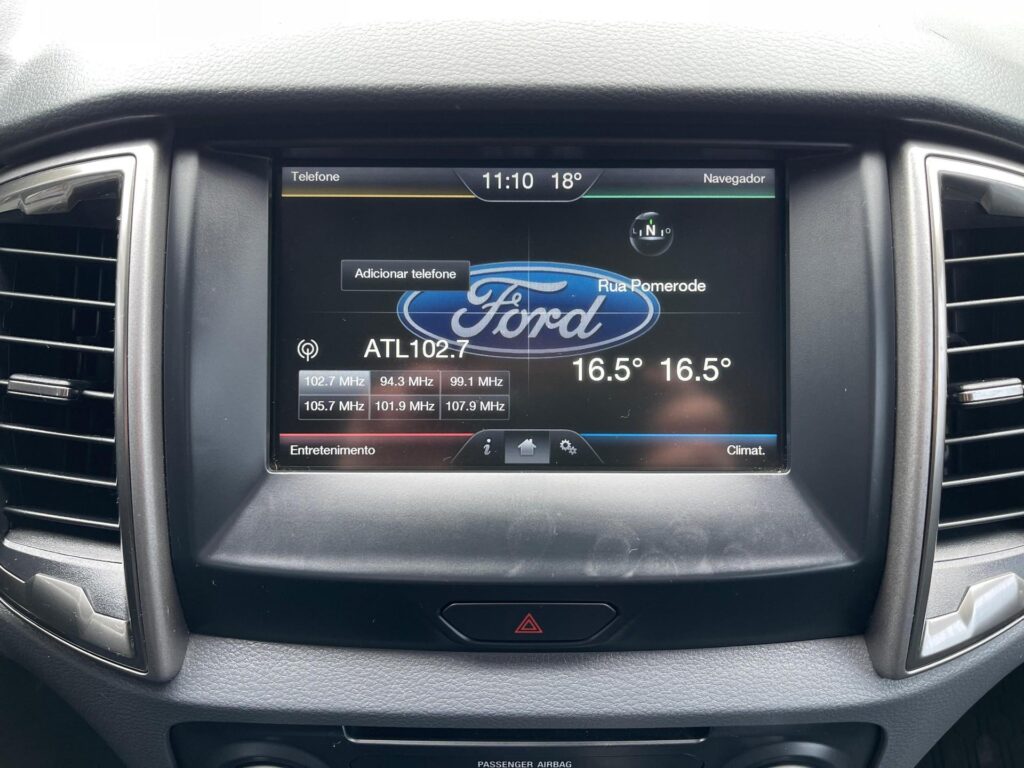 Telefone
11:10 18°
Navegador
L N O
Adicionar telefone
Ford
Rua Pomerode
ATL102.7
16.5° 16.5°
102.7 MHz 94.3 MHz 99.1 MHz
105.7 MHz 101.9 MHz 107.9 MHz
Entretenimento
i
Climat.
PASSENGER AIRBAG